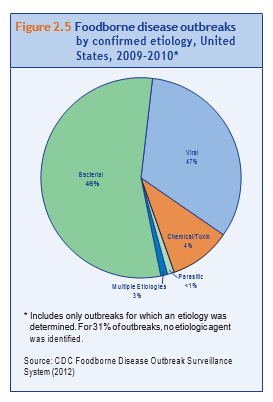 Figure 2.5 Foodborne disease outbreaks
by confirmed etiology, United
States, 2009-2010*
Viral
47%
Bacterial
46%
Chemical/Toxin
4%
Parasitic
<1%
Multiple Etiologies
3%
* Includes only outbreaks for which an etiology was
determined. For 31% of outbreaks, no etiologic agent
was identified.
Source: CDC Foodborne Disease Outbreak Surveillance
System (2012)